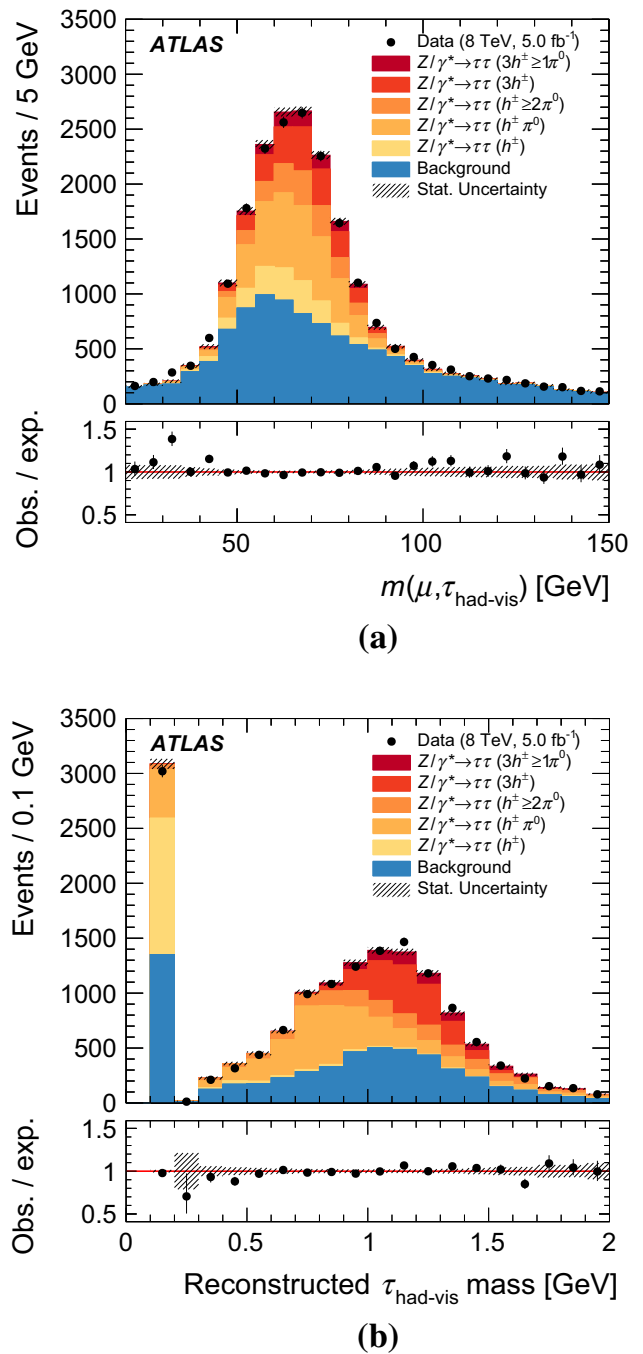 3500
ATLAS
Data (8 TeV, 5.0 fb⁻¹)
Z/γ*→ττ (3h±≥1π⁰)
3000
Z/γ*→ττ (3h±)
Z/γ*→ττ (h±≥2π⁰)
2500
Z/γ*→ττ (h± π⁰)
Z/γ*→ττ (h±)
Background
2000
Stat. Uncertainty
Events / 5 GeV
1500
1000
500
0
1.5
1
0.5
Obs. / exp.
50 100 150
m(μ,τhad-vis) [GeV]
(a)
3500
ATLAS
Data (8 TeV, 5.0 fb⁻¹)
Z/γ*→ττ (3h±≥1π⁰)
3000
Z/γ*→ττ (3h±)
Z/γ*→ττ (h±≥2π⁰)
2500
Z/γ*→ττ (h± π⁰)
Z/γ*→ττ (h±)
Background
2000
Stat. Uncertainty
Events / 0.1 GeV
1500
1000
500
0
1.5
1
0.5
Obs. / exp.
0 0.5 1 1.5 2
Reconstructed τhad-vis mass [GeV]
(b)